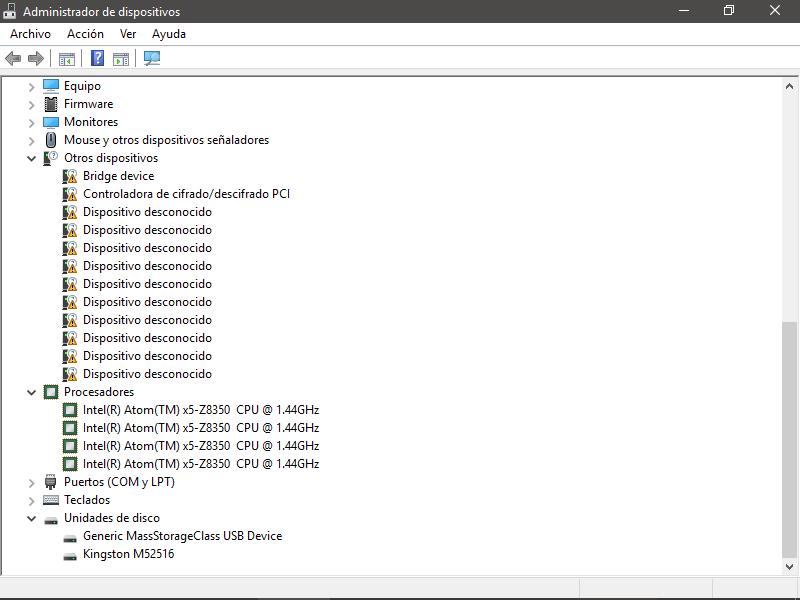 Administrador de dispositivos
Archivo Acción Ver Ayuda
Equipo
Firmware
Monitores
Mouse y otros dispositivos señaladores
Otros dispositivos
Bridge device
Controladora de cifrado/descifrado PCI
Dispositivo desconocido
Dispositivo desconocido
Dispositivo desconocido
Dispositivo desconocido
Dispositivo desconocido
Dispositivo desconocido
Dispositivo desconocido
Dispositivo desconocido
Dispositivo desconocido
Dispositivo desconocido
Procesadores
Intel(R) Atom(TM) x5-Z8350 CPU @ 1.44GHz
Intel(R) Atom(TM) x5-Z8350 CPU @ 1.44GHz
Intel(R) Atom(TM) x5-Z8350 CPU @ 1.44GHz
Intel(R) Atom(TM) x5-Z8350 CPU @ 1.44GHz
Puertos (COM y LPT)
Teclados
Unidades de disco
Generic MassStorageClass USB Device
Kingston M52516